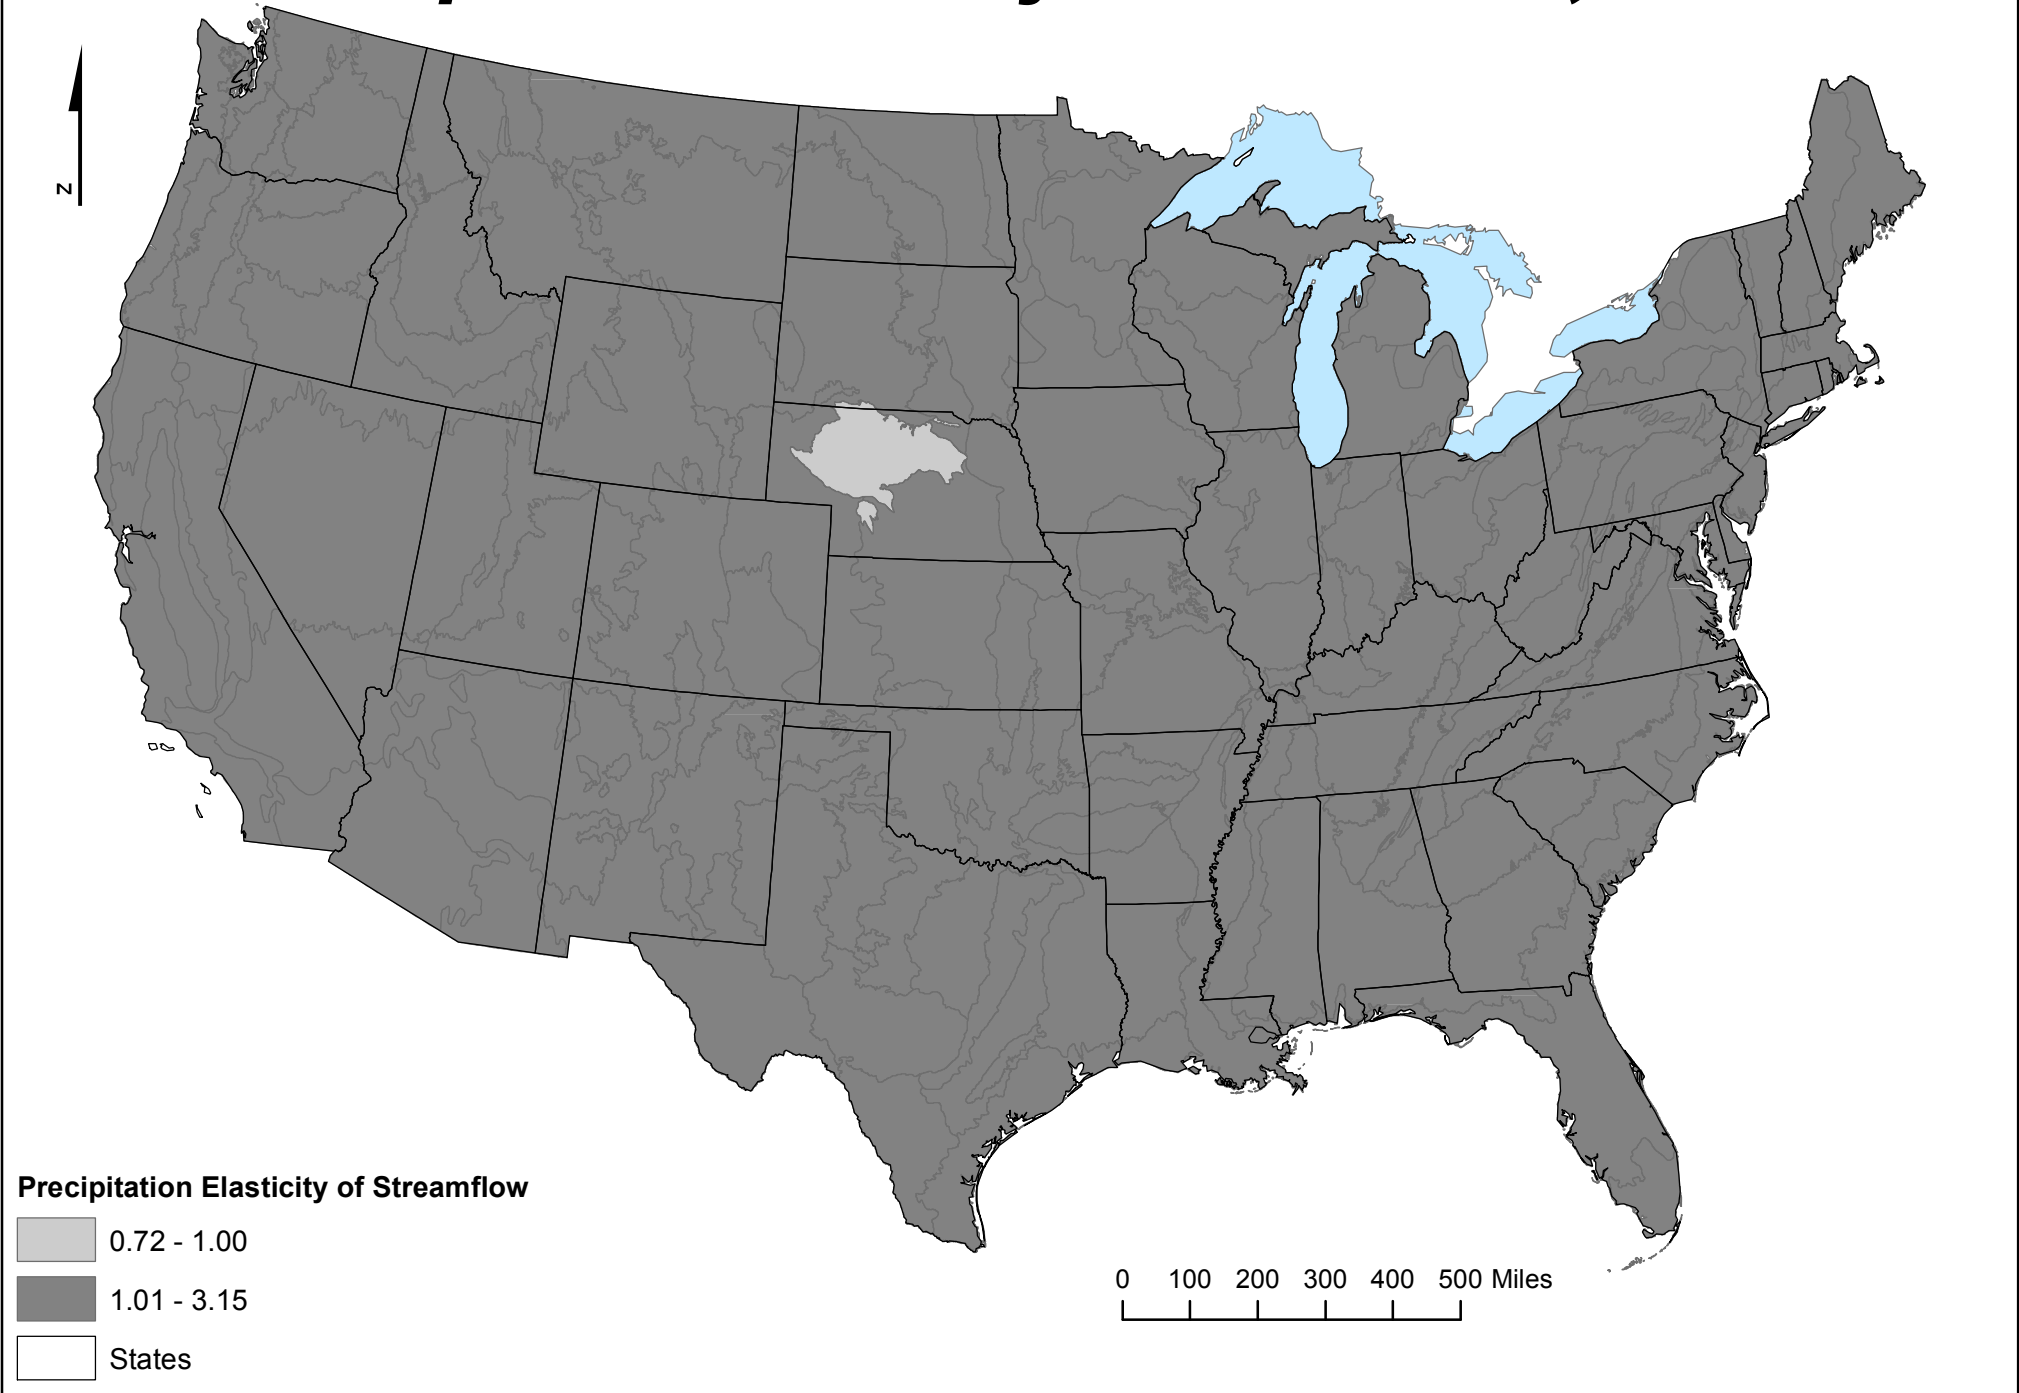 N
Precipitation Elasticity of Streamflow
0.72 - 1.00
1.01 - 3.15
States
0 100 200 300 400 500 Miles